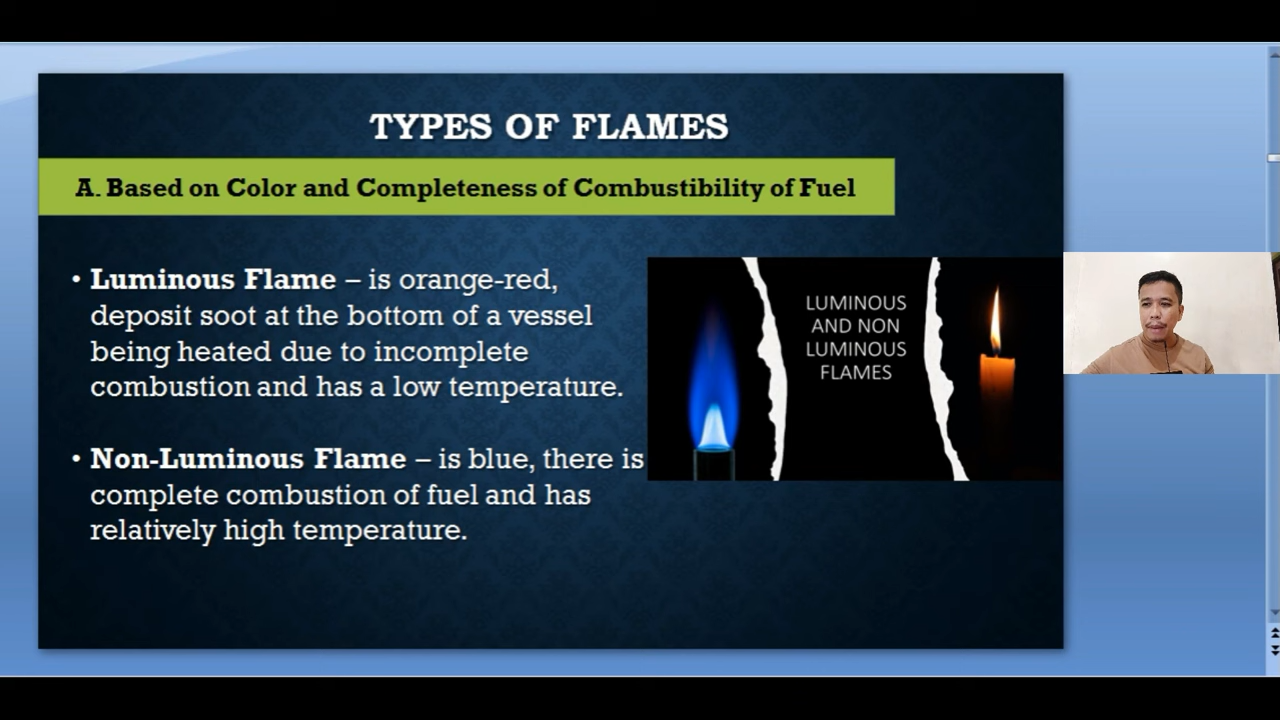 TYPES OF FLAMES
A. Based on Color and Completeness of Combustibility of Fuel
• Luminous Flame – is orange-red,
deposit soot at the bottom of a vessel
being heated due to incomplete
combustion and has a low temperature.
• Non-Luminous Flame – is blue, there is
complete combustion of fuel and has
relatively high temperature.
LUMINOUS
AND NON
LUMINOUS
FLAMES